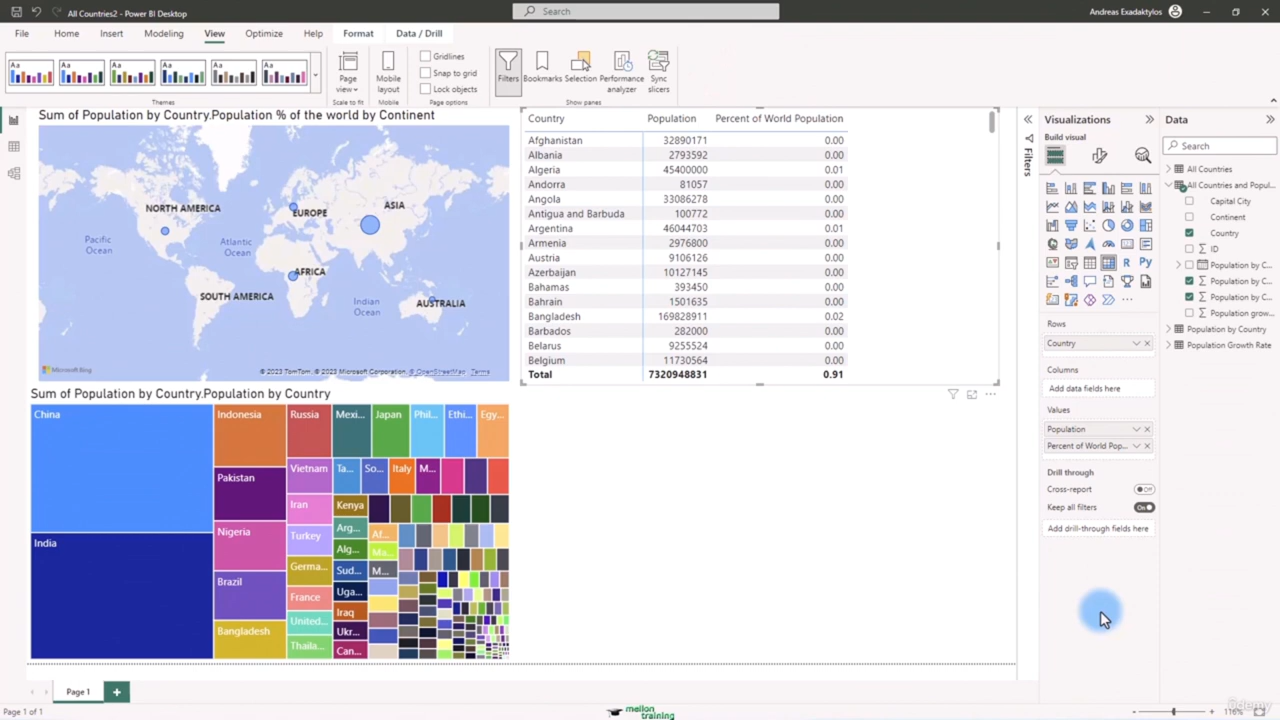 All Countries2 - Power BI Desktop
Search
Andreas Exadaktylos
File
Home
Insert
Modeling
View
Optimize
Help
Format
Data / Drill
Aa
Aa
Aa
Aa
Aa
Aa
Themes
Page
view
Scale to fit
Mobile
layout
Mobile
Gridlines
Snap to grid
Lock objects
Page options
Filters
Bookmarks
Selection
Performance
analyzer
Sync
slicers
Show panes
Sum of Population by Country.Population % of the world by Continent
NORTH AMERICA
EUROPE
ASIA
Pacific
Ocean
Atlantic
Ocean
AFRICA
SOUTH AMERICA
Indian
Ocean
AUSTRALIA
Microsoft Bing
© 2023 TomTom, © 2023 Microsoft Corporation, © OpenStreetMap Terms
Country Population Percent of World Population
Afghanistan 32890171 0.00
Albania 2793592 0.00
Algeria 45400000 0.01
Andorra 81057 0.00
Angola 33086278 0.00
Antigua and Barbuda 100772 0.00
Argentina 46044703 0.01
Armenia 2976800 0.00
Austria 9106126 0.00
Azerbaijan 10127145 0.00
Bahamas 393450 0.00
Bahrain 1501635 0.00
Bangladesh 169828911 0.02
Barbados 282000 0.00
Belarus 9255524 0.00
Belgium 11730564 0.00
Total 7320948831 0.91
Sum of Population by Country.Population by Country
China
India
Indonesia
Pakistan
Nigeria
Brazil
Bangladesh
Russia
Vietnam
Iran
Turkey
Germa...
France
United...
Thaila...
Mexi...
Japan
Phil...
Ethi...
Egy...
Ta...
So...
Italy
M...
Kenya
Arg...
Alg...
Sud...
Uga...
Iraq
Ukr...
Can...
Al...
Ma...
M...
Filters
Visualizations
Build visual
Rows
Country
Columns
Add data fields here
Values
Population
Percent of World Pop...
Drill through
Cross-report
Off
Keep all filters
On
Add drill-through fields here
Data
Search
All Countries
All Countries and Popul...
Capital City
Continent
Country
ID
Population by C...
Population by C...
Population by C...
Population grow...
Population by Country
Population Growth Rate
Page 1
Page 1 of 1
meilon
training
116%
ûdemy